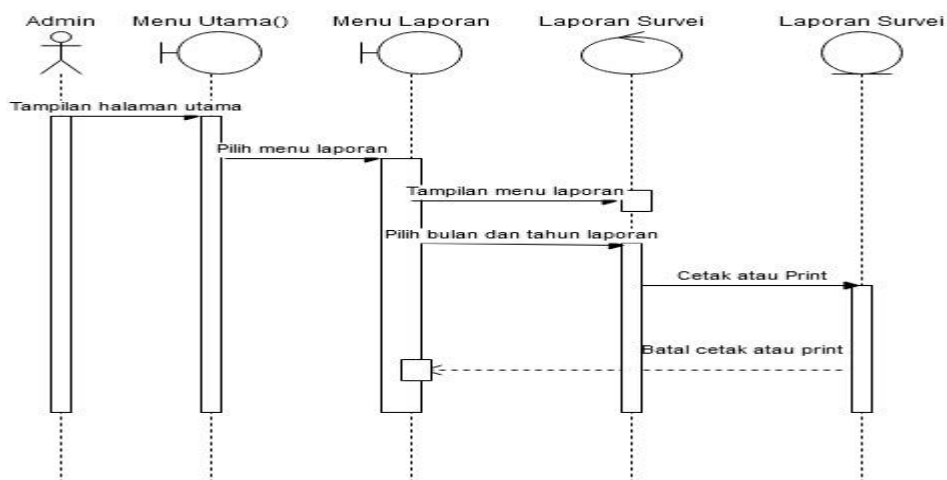 Admin
Menu Utama()
Menu Laporan
Laporan Survei
Laporan Survei
Tampilan halaman utama
Pilih menu laporan
Tampilan menu laporan
Pilih bulan dan tahun laporan
Cetak atau Print
Batal cetak atau print